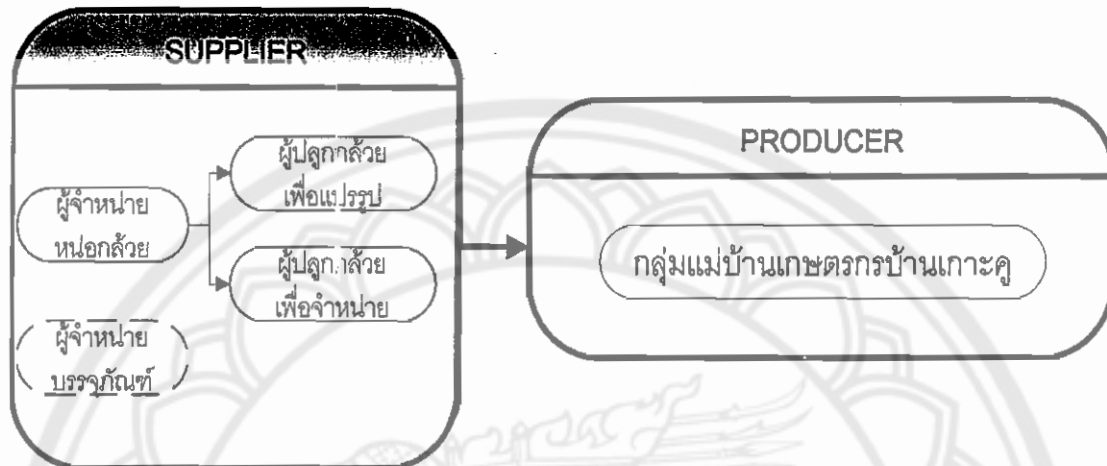 SUPPLIER
ผู้จำหน่าย
หน่อกล้วย
ผู้ปลูกกล้วย
เพื่อแปรรูป
ผู้ปลูกกล้วย
เพื่อจำหน่าย
ผู้จำหน่าย
บรรจุภัณฑ์
PRODUCER
กลุ่มแม่บ้านเกษตรกรบ้านเกาะคู